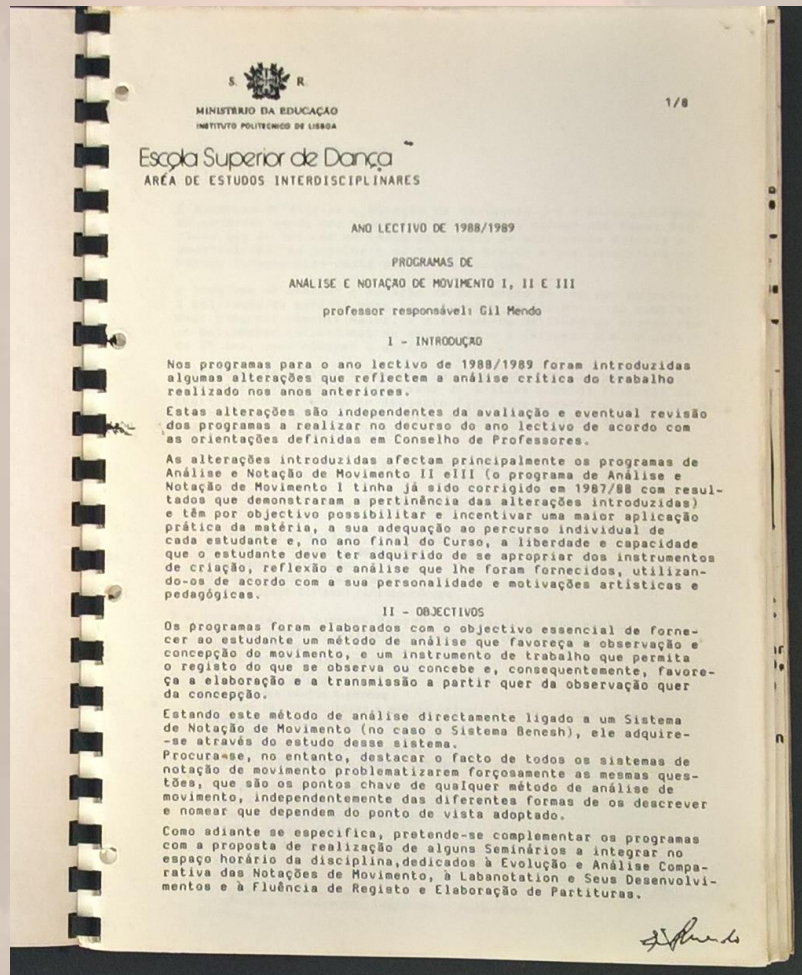 S. R.
1/8
MINISTÉRIO DA EDUCAÇÃO
INSTITUTO POLITÉCNICO DE LISBOA
Escola Superior de Dança
AREA DE ESTUDOS INTERDISCIPLINARES
ANO LECTIVO DE 1988/1989
PROGRAMAS DE
ANÁLISE E NOTAÇÃO DE MOVIMENTO I, II E III
professor responsável: Gil Mendo
I - INTRODUÇÃO
Nos programas para o ano lectivo de 1988/1989 foram introduzidas
algumas alterações que reflectem a análise crítica do trabalho
realizado nos anos anteriores.
Estas alterações são independentes da avaliação e eventual revisão
dos programas a realizar no decurso do ano lectivo de acordo com
as orientações definidas em Conselho de Professores.
As alterações introduzidas afectam principalmente os programas de
Análise e Notação de Movimento II eIII (o programa de Análise e
Notação de Movimento I tinha já sido corrigido em 1987/88 com resul-
tados que demonstraram a pertinência das alterações introduzidas)
e têm por objectivo possibilitar e incentivar uma maior aplicação
prática da matéria, a sua adequação ao percurso individual de
cada estudante e, no ano final do Curso, a liberdade e capacidade
que o estudante deve ter adquirido de se apropriar dos instrumentos
de criação, reflexão e análise que lhe foram fornecidos, utilizan-
do-os de acordo com a sua personalidade e motivações artísticas e
pedagógicas.
II - OBJECTIVOS
Os programas foram elaborados com o objectivo essencial de forne-
cer ao estudante um método de análise que favoreça a observação e
concepção do movimento, e um instrumento de trabalho que permita
o registo do que se observa ou concebe e, consequentemente, favore-
ça a elaboração e a transmissão a partir quer da observação quer
da concepção.
Estando este método de análise directamente ligado a um Sistema
de Notação de Movimento (no caso o Sistema Benesh), ele adquire-
-se através do estudo desse sistema.
Procura-se, no entanto, destacar o facto de todos os sistemas de
notação de movimento problematizarem forçosamente as mesmas ques-
tões, que são os pontos chave de qualquer método de análise de
movimento, independentemente das diferentes formas de os descrever
e nomear que dependem do ponto de vista adoptado.
Como adiante se especifica, pretende-se complementar os programas
com a proposta de realização de alguns Seminários a integrar no
espaço horário da disciplina,dedicados à Evolução e Análise Compa-
rativa das Notações de Movimento, à Labanotation e Seus Desenvolvi-
mentos e à Fluência de Registo e Elaboração de Partituras.